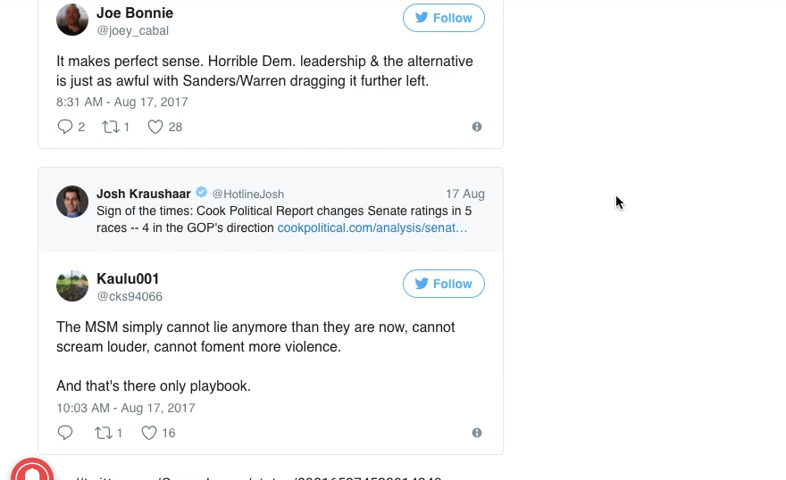 Joe Bonnie
Follow
@joey_cabal
It makes perfect sense. Horrible Dem. leadership & the alternative
is just as awful with Sanders/Warren dragging it further left.
8:31 AM - Aug 17, 2017
2 1 28
Josh Kraushaar @HotlineJosh 17 Aug
Sign of the times: Cook Political Report changes Senate ratings in 5
races -- 4 in the GOP's direction cookpolitical.com/analysis/senat…
Kaulu001
Follow
@cks94066
The MSM simply cannot lie anymore than they are now, cannot
scream louder, cannot foment more violence.
And that's there only playbook.
10:03 AM - Aug 17, 2017
1 16